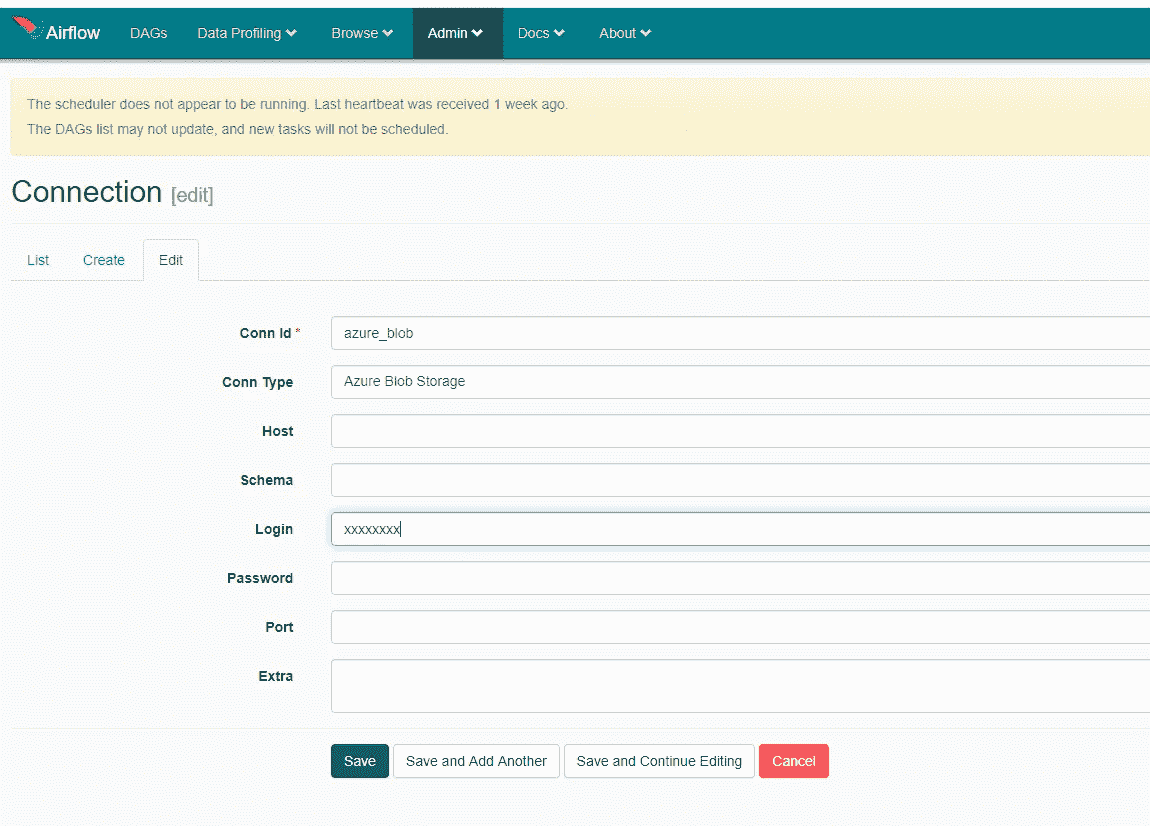 Airflow DAGs Data Profiling Browse Admin Docs About
The scheduler does not appear to be running. Last heartbeat was received 1 week ago.
The DAGs list may not update, and new tasks will not be scheduled.
Connection [edit]
List Create Edit
Conn Id * azure_blob
Conn Type Azure Blob Storage
Host
Schema
Login xxxxxxxx
Password
Port
Extra
Save Save and Add Another Save and Continue Editing Cancel